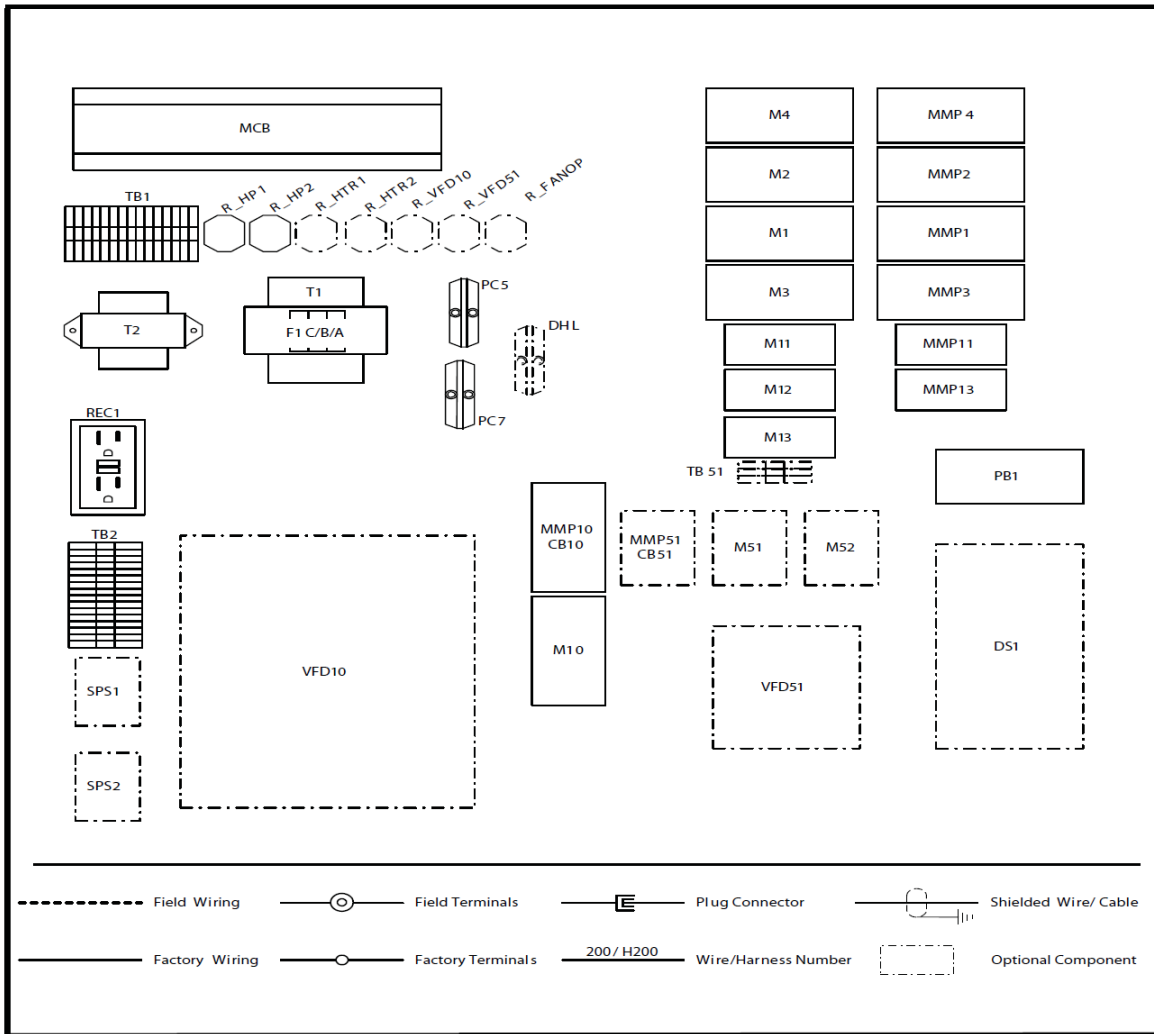 MCB
M4
MMP 4
M2
MMP2
TB1
R_HP1
R_HP2
R_HTR1
R_HTR2
R_VFD10
R_VFD51
R_FANOP
M1
MMP1
M3
MMP3
T1
PC5
T2
F1 C/B/A
DHL
M11
MMP11
M12
MMP13
REC1
PC7
M13
TB 51
PB1
TB2
MMP10
CB10
MMP51
CB51
M51
M52
VFD10
M10
DS1
SPS1
VFD51
SPS2
Field Wiring
Field Terminals
Plug Connector
Shielded Wire/ Cable
Factory Wiring
Factory Terminals
200 / H200
Wire/Harness Number
Optional Component